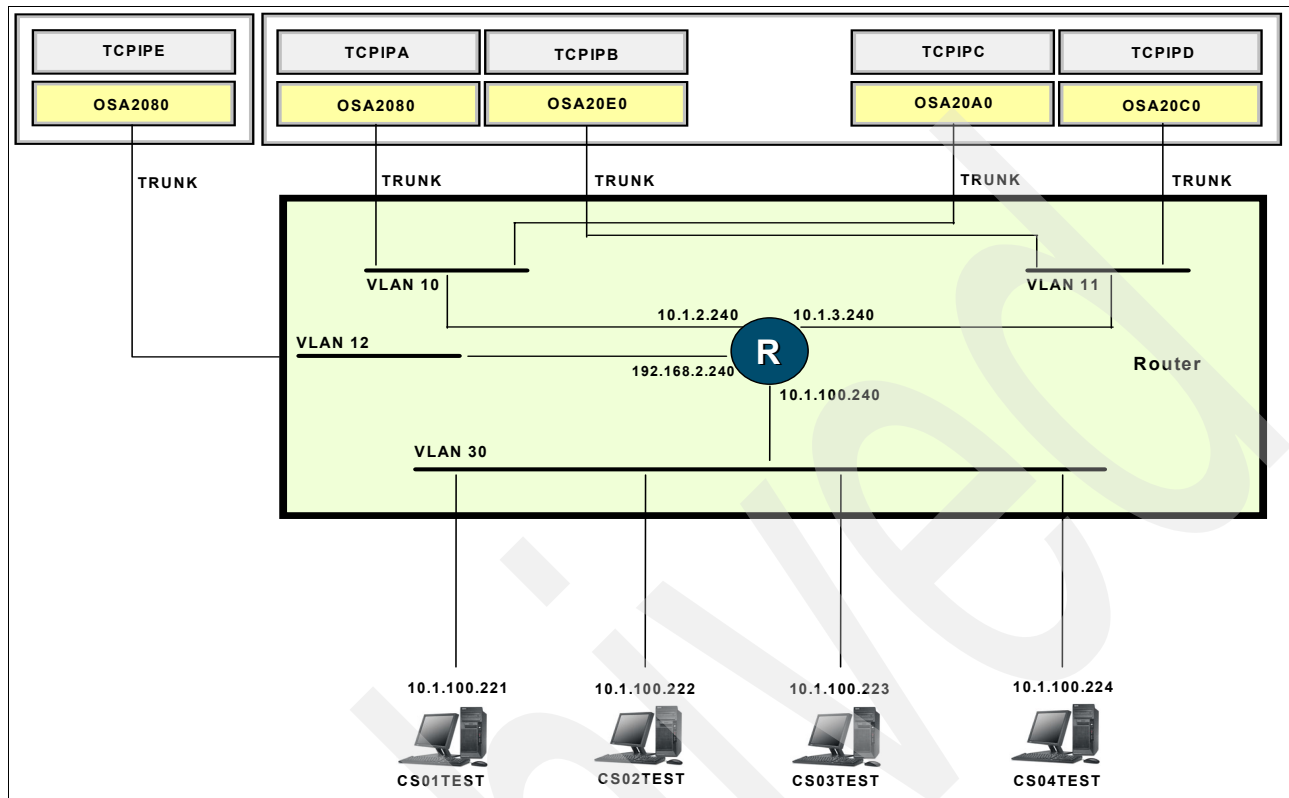 TCPIPE
TCPIPA
TCPIPB
TCPIPC
TCPIPD
OSA2080
OSA2080
OSA20E0
OSA20A0
OSA20C0
TRUNK
TRUNK
TRUNK
TRUNK
TRUNK
VLAN 10
VLAN 11
10.1.2.240
10.1.3.240
VLAN 12
R
Router
192.168.2.240
10.1.100.240
VLAN 30
10.1.100.221
10.1.100.222
10.1.100.223
10.1.100.224
CS01TEST
CS02TEST
CS03TEST
CS04TEST